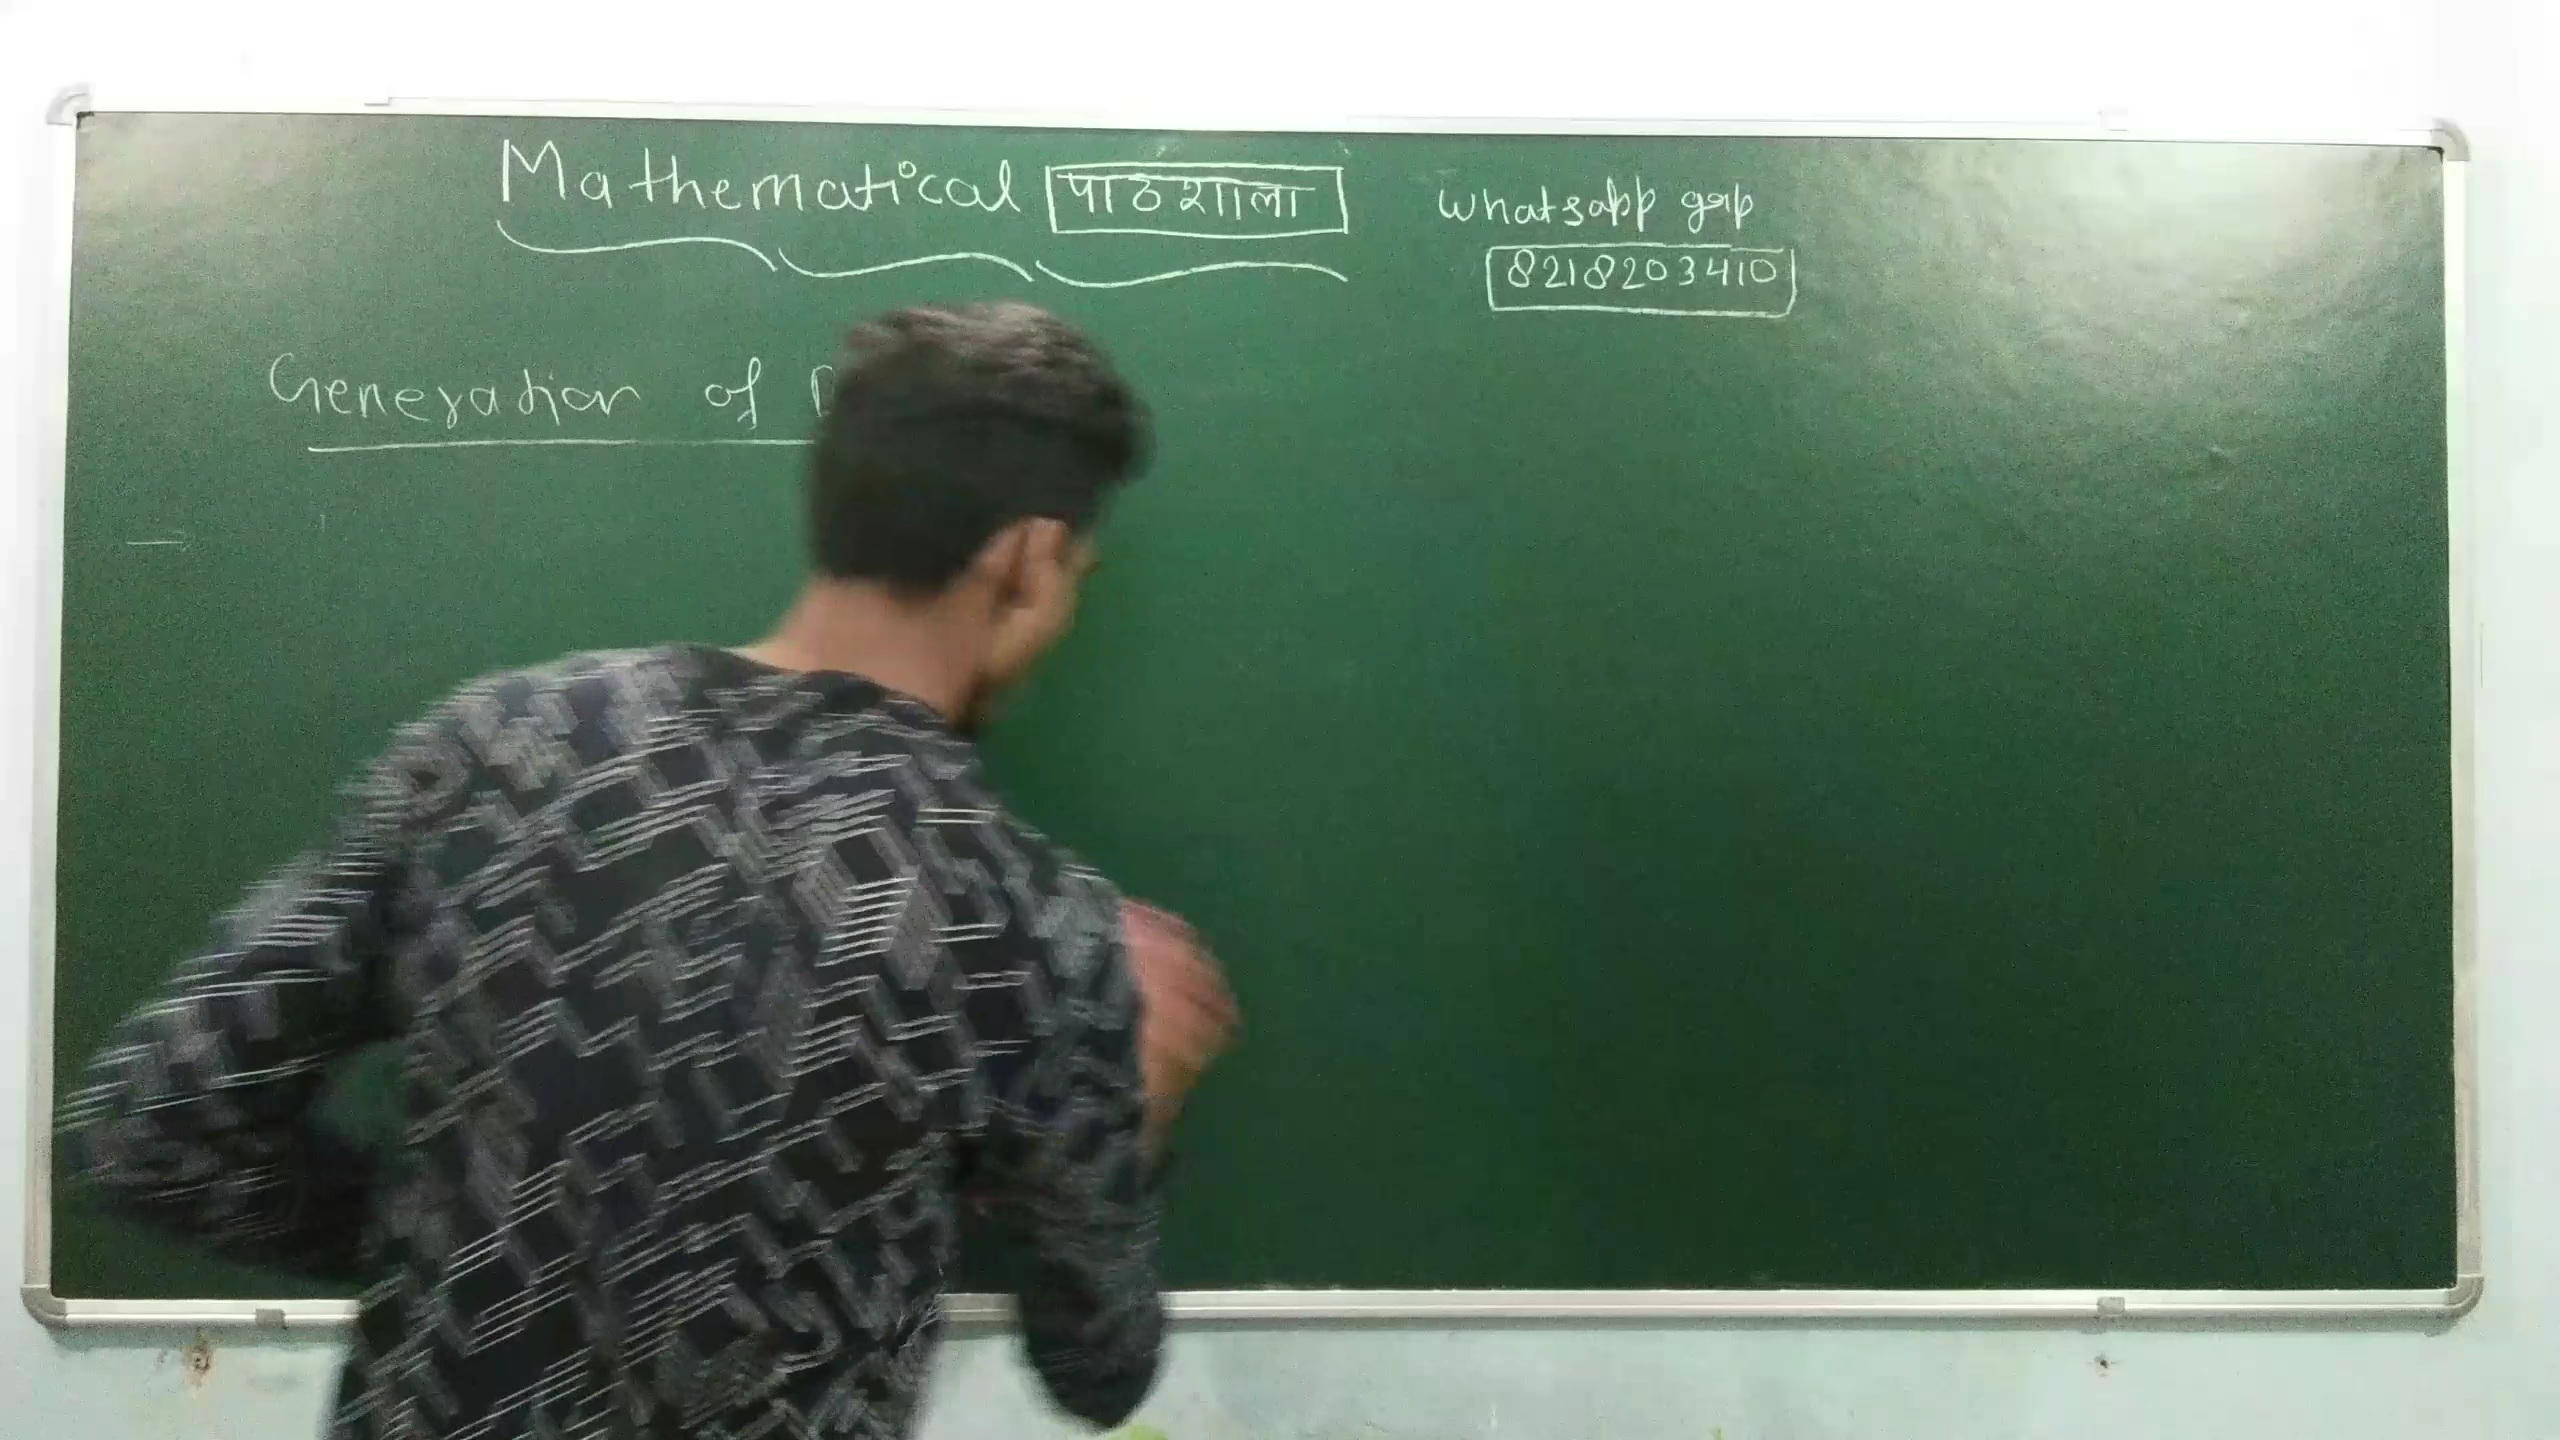 Mathematical पाठशाला
Whatsapp grp
8218203410
Generation of